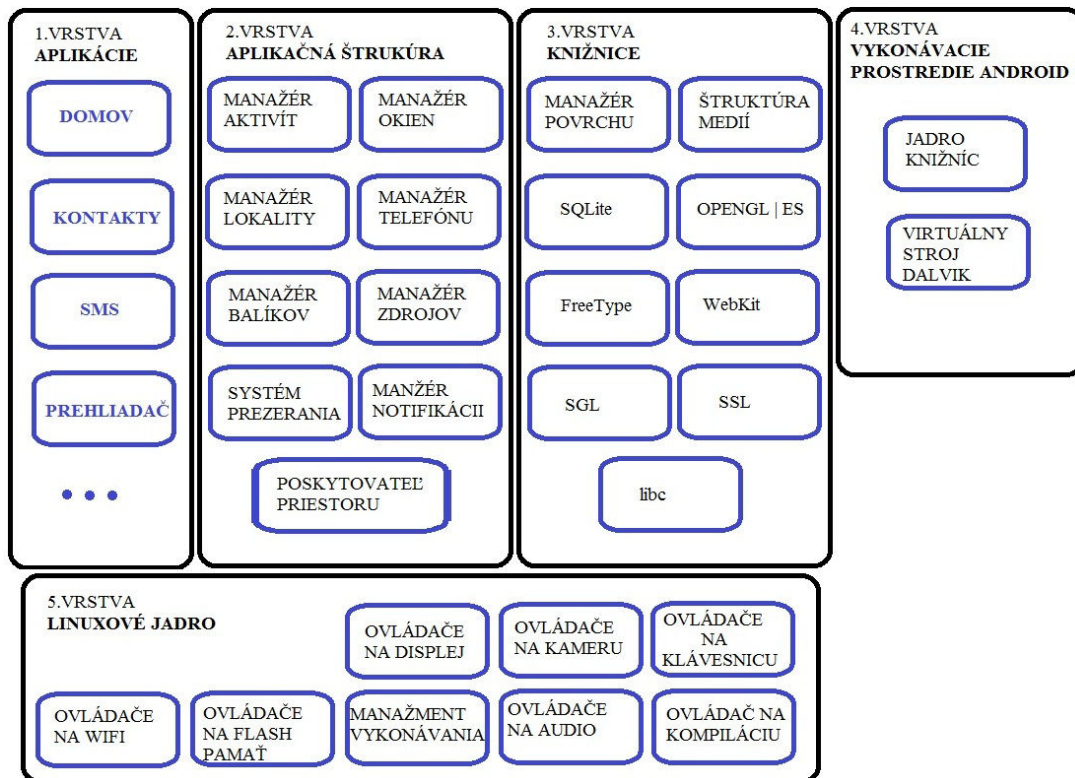 1.VRSTVA
APLIKÁCIE
DOMOV
KONTAKTY
SMS
PREHLIADAČ
2.VRSTVA
APLIKAČNÁ ŠTRUKÚRA
MANAŽÉR
AKTIVÍT
MANAŽÉR
OKIEN
MANAŽÉR
LOKALITY
MANAŽÉR
TELEFÓNU
MANAŽÉR
BALÍKOV
MANAŽÉR
ZDROJOV
SYSTÉM
PREZERANIA
MANŽÉR
NOTIFIKÁCII
POSKYTOVATEĽ
PRIESTORU
3.VRSTVA
KNIŽNICE
MANAŽÉR
POVRCHU
ŠTRUKTÚRA
MEDIÍ
SQLite
OPENGL | ES
FreeType
WebKit
SGL
SSL
libc
4.VRSTVA
VYKONÁVACIE
PROSTREDIE ANDROID
JADRO
KNIŽNÍC
VIRTUÁLNY
STROJ
DALVIK
5.VRSTVA
LINUXOVÉ JADRO
OVLÁDAČE
NA DISPLEJ
OVLÁDAČE
NA KAMERU
OVLÁDAČE
NA
KLÁVESNICU
OVLÁDAČE
NA WIFI
OVLÁDAČE
NA FLASH
PAMAŤ
MANAŽMENT
VYKONÁVANIA
OVLÁDAČE
NA AUDIO
OVLÁDAČ NA
KOMPILÁCIU